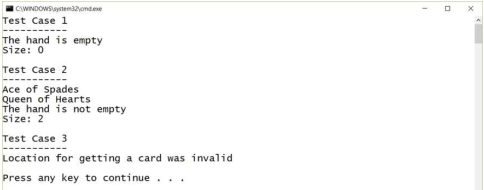 C:\WINDOWS\system32\cmd.exe
Test Case 1
-----------
The hand is empty
Size: 0
Test Case 2
-----------
Ace of Spades
Queen of Hearts
The hand is not empty
Size: 2
Test Case 3
-----------
Location for getting a card was invalid
Press any key to continue . . .